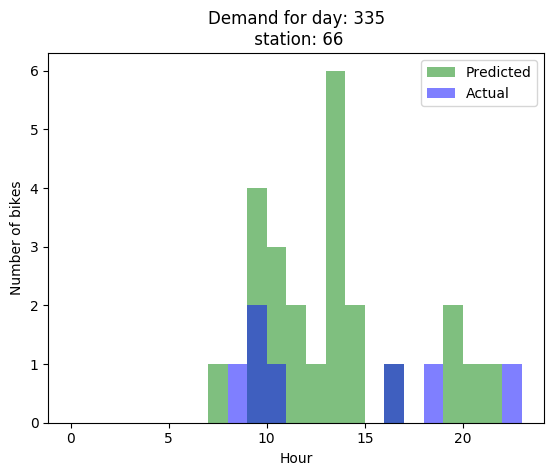 Demand for day: 335
station: 66
Predicted
Actual
6
5
4
3
2
1
0
Number of bikes
0 5 10 15 20
Hour